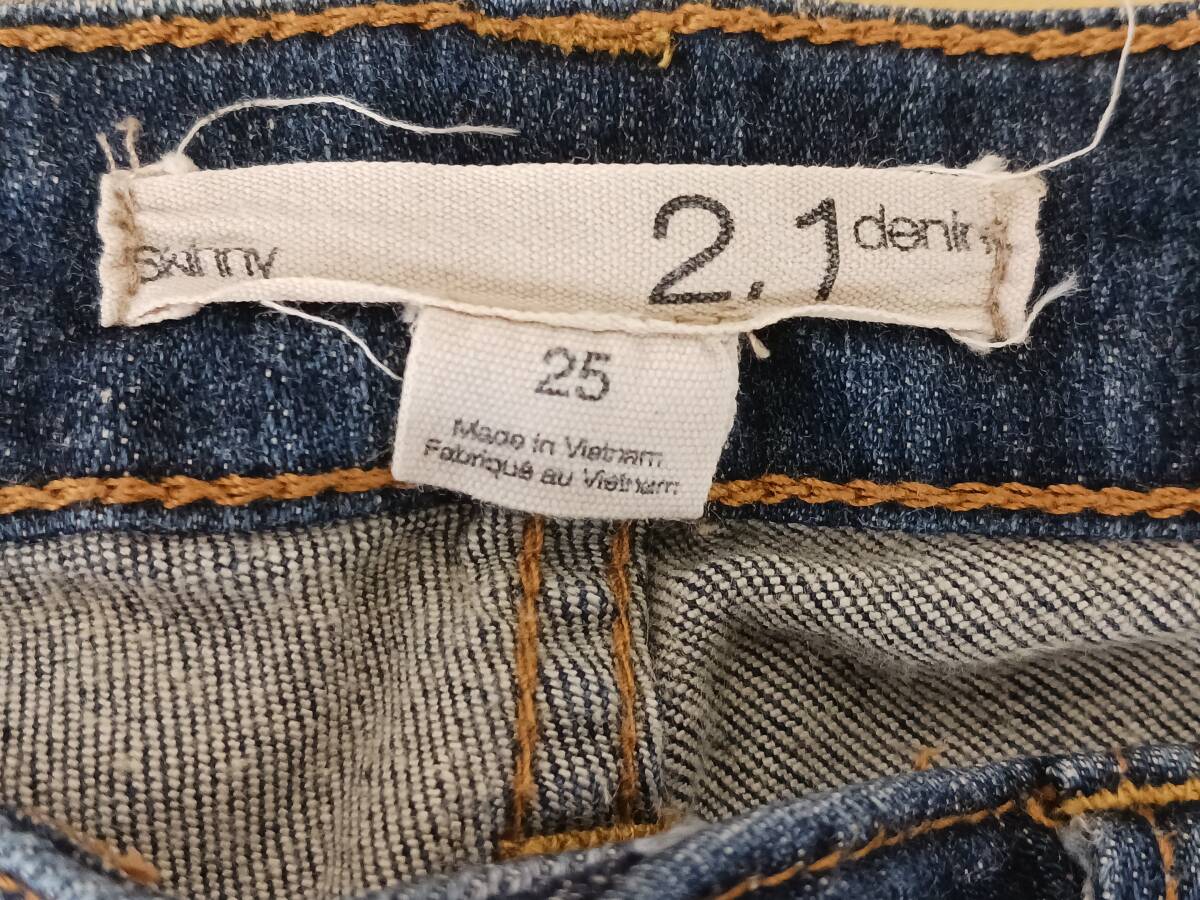 skinny
2.1 denim
25
Made in Vietnam
Fabriqué au Vietnam